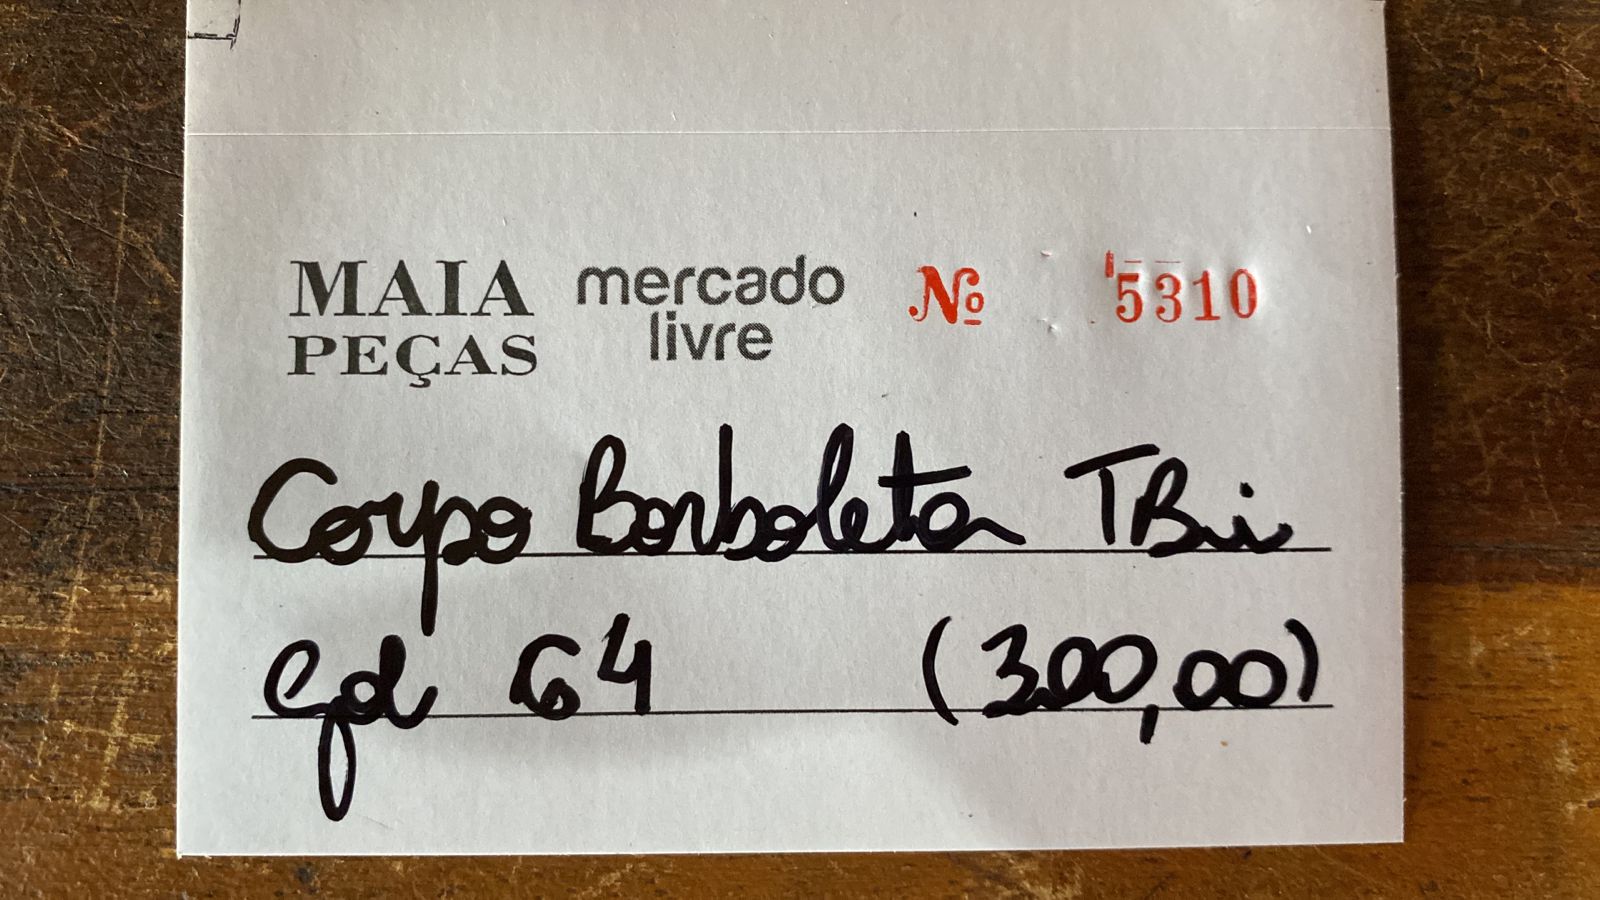 MAIA PEÇAS mercado livre Nº 5310
Corpo Borboleta TBi
Gol G4 (300,00)